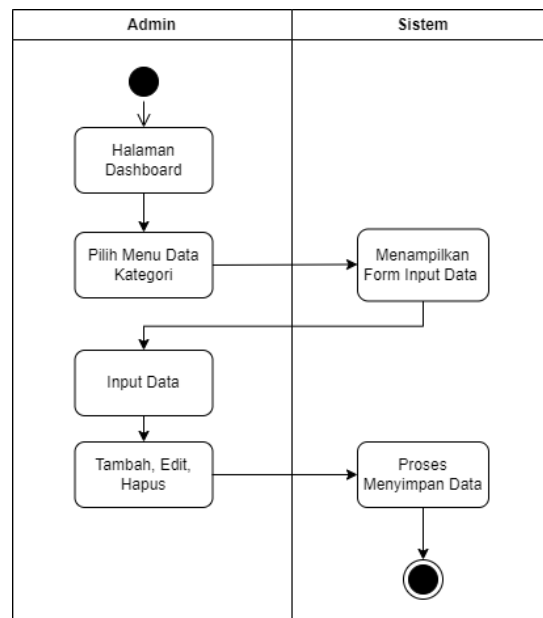 Admin
Sistem
Halaman
Dashboard
Pilih Menu Data
Kategori
Menampilkan
Form Input Data
Input Data
Tambah, Edit,
Hapus
Proses
Menyimpan Data